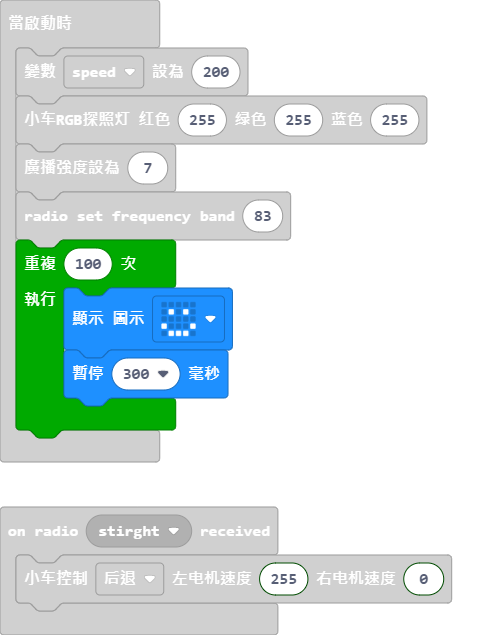 當啟動時
變數 speed 設為 200
小车RGB探照灯 红色 255 绿色 255 蓝色 255
廣播強度設為 7
radio set frequency band 83
重複 100 次
執行
顯示 圖示
暫停 300 毫秒
on radio stirght received
小车控制 后退 左电机速度 255 右电机速度 0